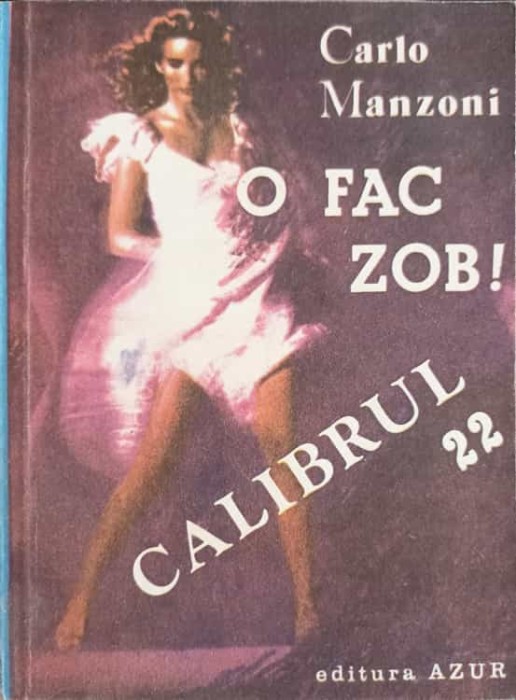 Carlo
Manzoni
O FAC
ZOB!
CALIBRUL
22
editura AZUR